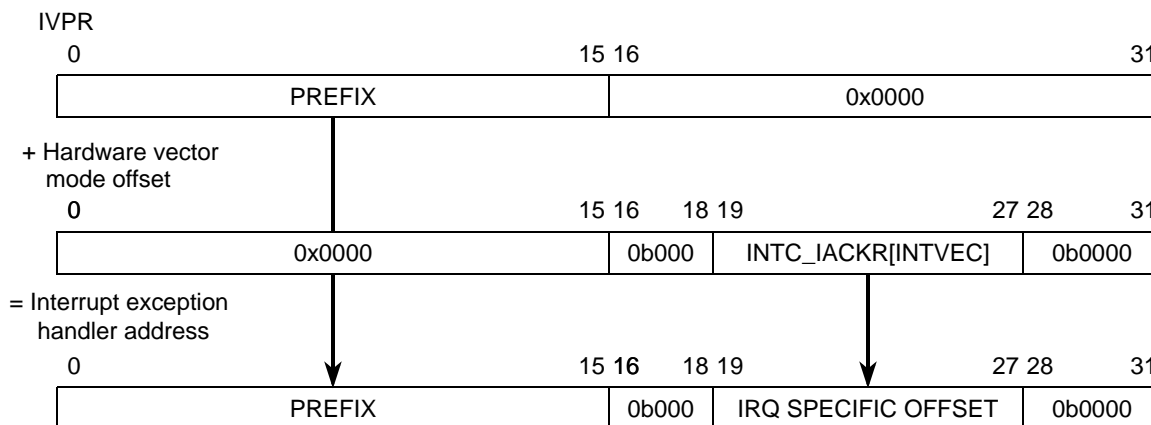 IVPR
0 15 16 31
PREFIX 0x0000
+ Hardware vector
mode offset
0 15 16 18 19 27 28 31
0x0000 0b000 INTC_IACKR[INTVEC] 0b0000
= Interrupt exception
handler address
0 15 16 18 19 27 28 31
PREFIX 0b000 IRQ SPECIFIC OFFSET 0b0000